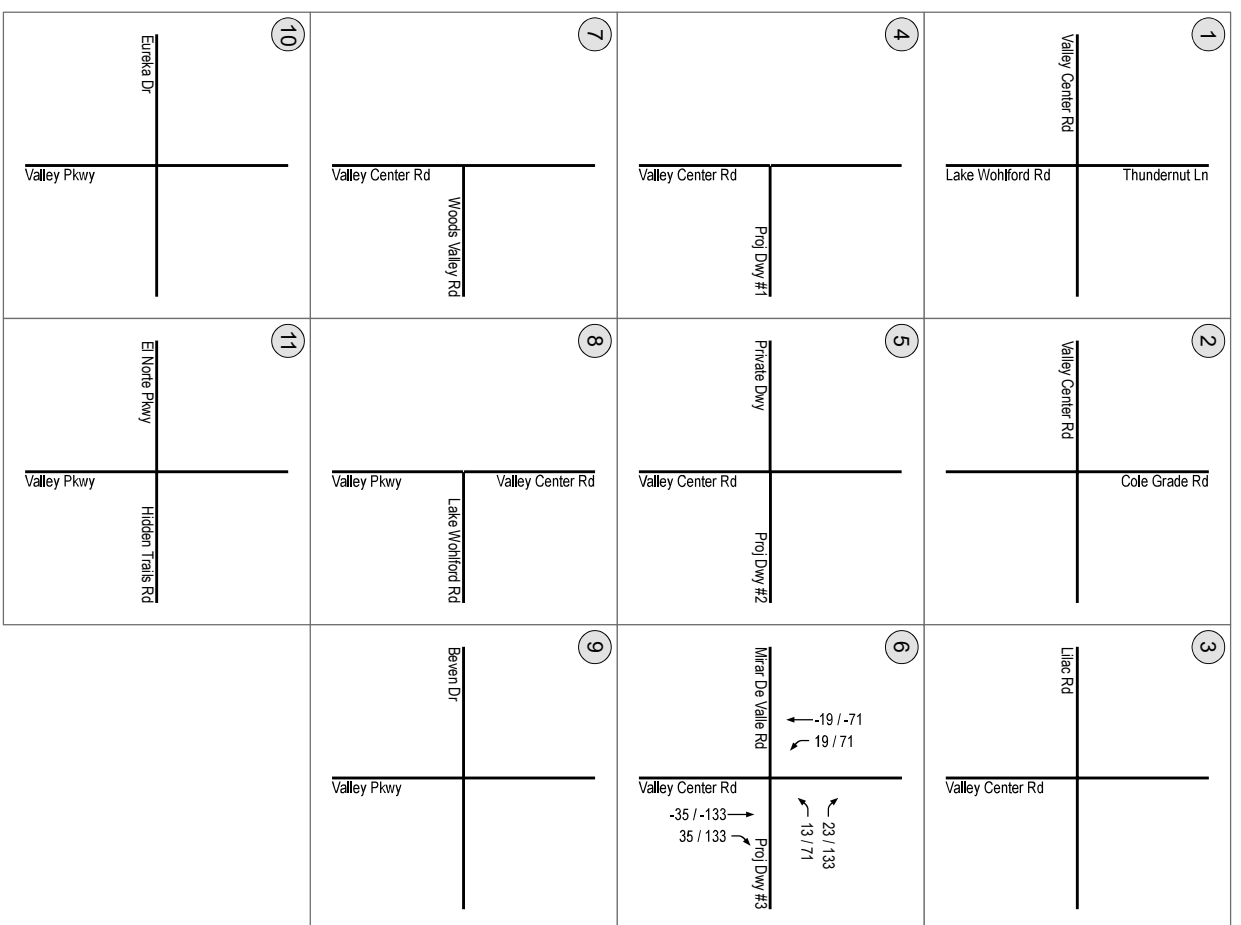 1
Valley Center Rd
Lake Wohlford Rd
Thundernut Ln
2
Valley Center Rd
Cole Grade Rd
3
Lilac Rd
Valley Center Rd
4
Valley Center Rd
Proj Dwy #1
5
Private Dwy
Valley Center Rd
Proj Dwy #2
6
Mirar De Valle Rd
-19 / -71
19 / 71
Valley Center Rd
-35 / -133
35 / 133
13 / 71
23 / 133
Proj Dwy #3
7
Valley Center Rd
Woods Valley Rd
8
Valley Pkwy
Valley Center Rd
Lake Wohlford Rd
9
Beven Dr
Valley Pkwy
10
Eureka Dr
Valley Pkwy
11
El Norte Pkwy
Valley Pkwy
Hidden Trails Rd